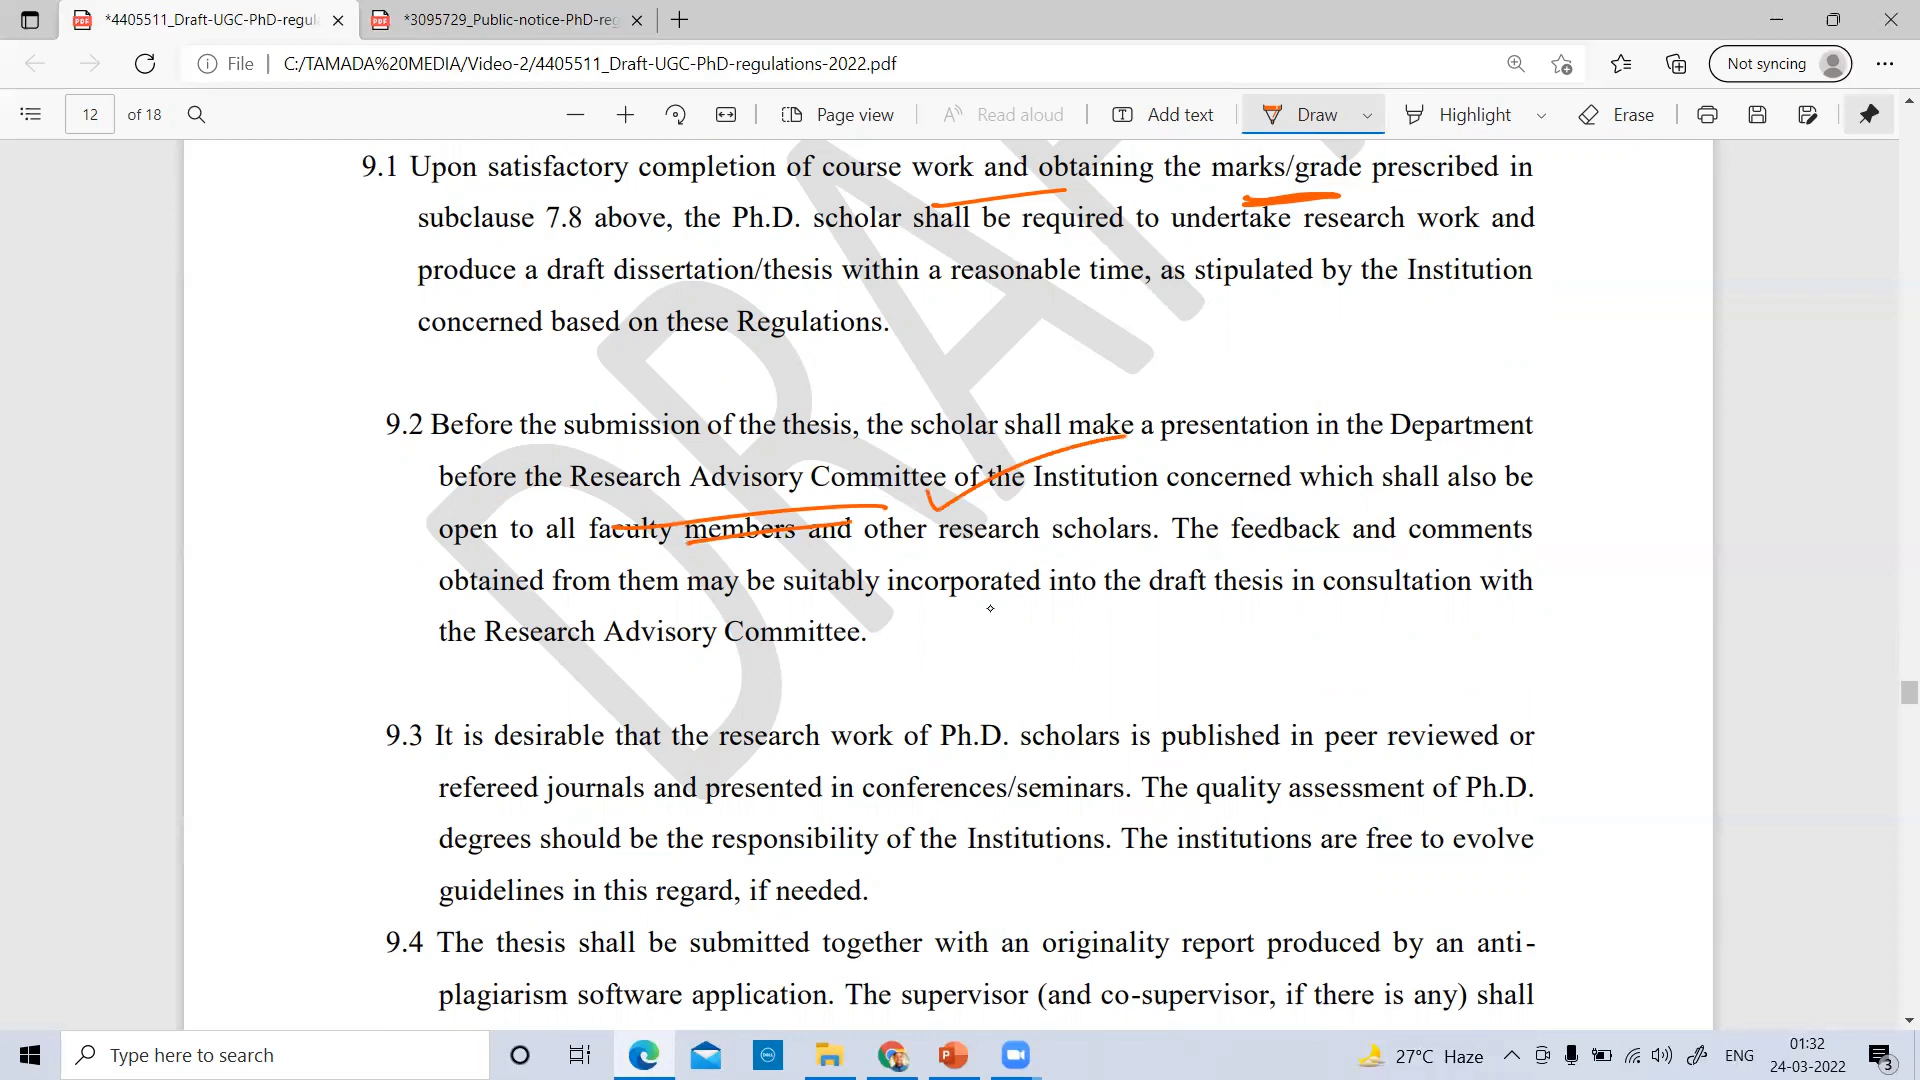 *4405511_Draft-UGC-PhD-regul
*3095729_Public-notice-PhD-reg
File
C:/TAMADA%20MEDIA/Video-2/4405511_Draft-UGC-PhD-regulations-2022.pdf
Not syncing
12 of 18
Page view
Read aloud
Add text
Draw
Highlight
Erase
DRAFT
9.1 Upon satisfactory completion of course work and obtaining the marks/grade prescribed in
subclause 7.8 above, the Ph.D. scholar shall be required to undertake research work and
produce a draft dissertation/thesis within a reasonable time, as stipulated by the Institution
concerned based on these Regulations.
9.2 Before the submission of the thesis, the scholar shall make a presentation in the Department
before the Research Advisory Committee of the Institution concerned which shall also be
open to all faculty members and other research scholars. The feedback and comments
obtained from them may be suitably incorporated into the draft thesis in consultation with
the Research Advisory Committee.
9.3 It is desirable that the research work of Ph.D. scholars is published in peer reviewed or
refereed journals and presented in conferences/seminars. The quality assessment of Ph.D.
degrees should be the responsibility of the Institutions. The institutions are free to evolve
guidelines in this regard, if needed.
9.4 The thesis shall be submitted together with an originality report produced by an anti-
plagiarism software application. The supervisor (and co-supervisor, if there is any) shall
Type here to search
27°C Haze
ENG
01:32
24-03-2022
3